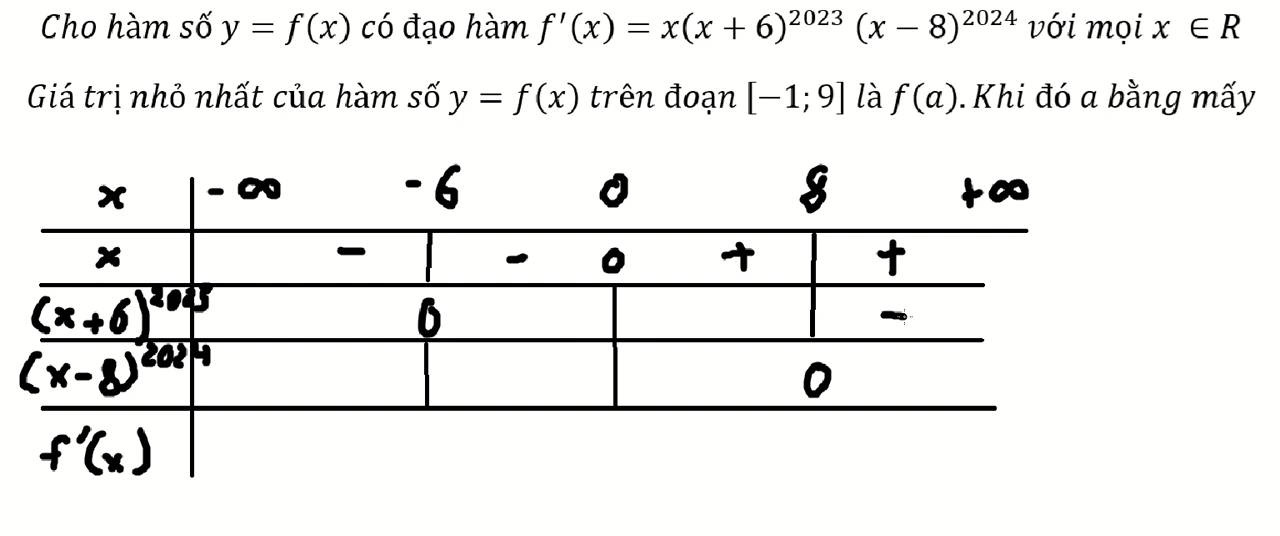 Cho hàm số y = f(x) có đạo hàm f'(x) = x(x + 6)²⁰²³ (x − 8)²⁰²⁴ với mọi x ∈ R
Giá trị nhỏ nhất của hàm số y = f(x) trên đoạn [−1; 9] là f(a). Khi đó a bằng mấy
x -∞ -6 0 8 +∞
x - - 0 + +
(x+6)²⁰²³ 0 -
(x-8)²⁰²⁴ 0
f'(x)